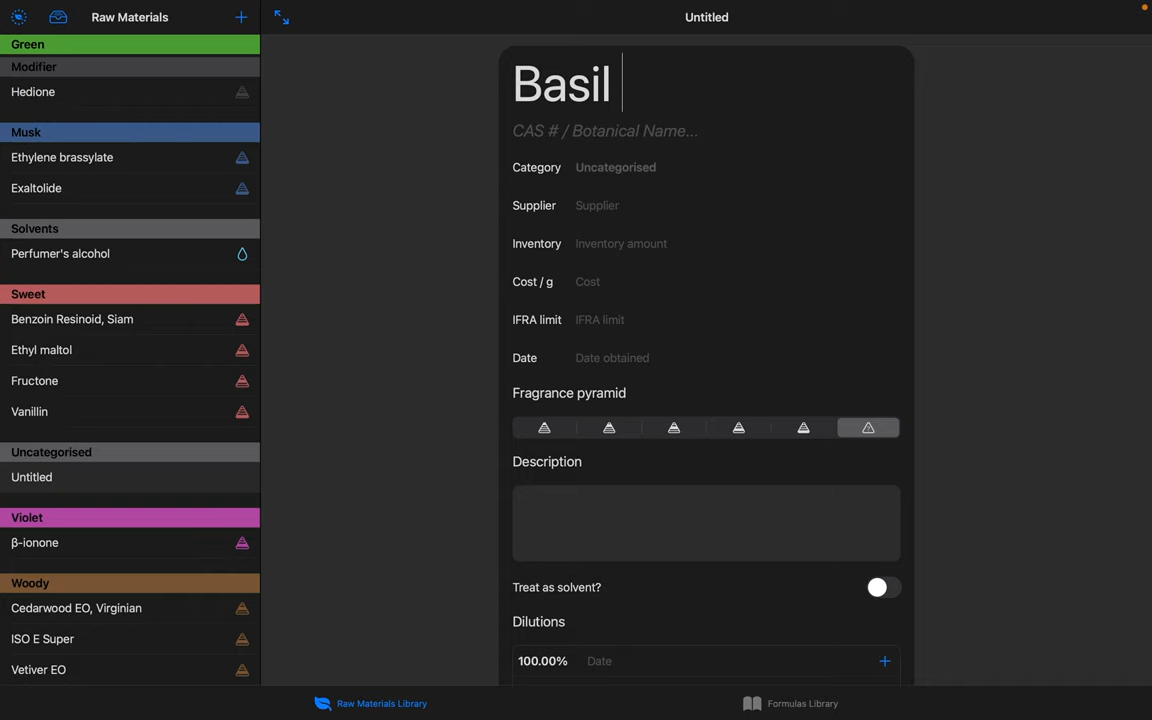 Raw Materials
Untitled
Green
Modifier
Hedione
Musk
Ethylene brassylate
Exaltolide
Solvents
Perfumer's alcohol
Sweet
Benzoin Resinoid, Siam
Ethyl maltol
Fructone
Vanillin
Uncategorised
Untitled
Violet
β-ionone
Woody
Cedarwood EO, Virginian
ISO E Super
Vetiver EO
Basil
CAS # / Botanical Name...
Category Uncategorised
Supplier Supplier
Inventory Inventory amount
Cost / g Cost
IFRA limit IFRA limit
Date Date obtained
Fragrance pyramid
Description
Treat as solvent?
Dilutions
100.00% Date
Raw Materials Library
Formulas Library